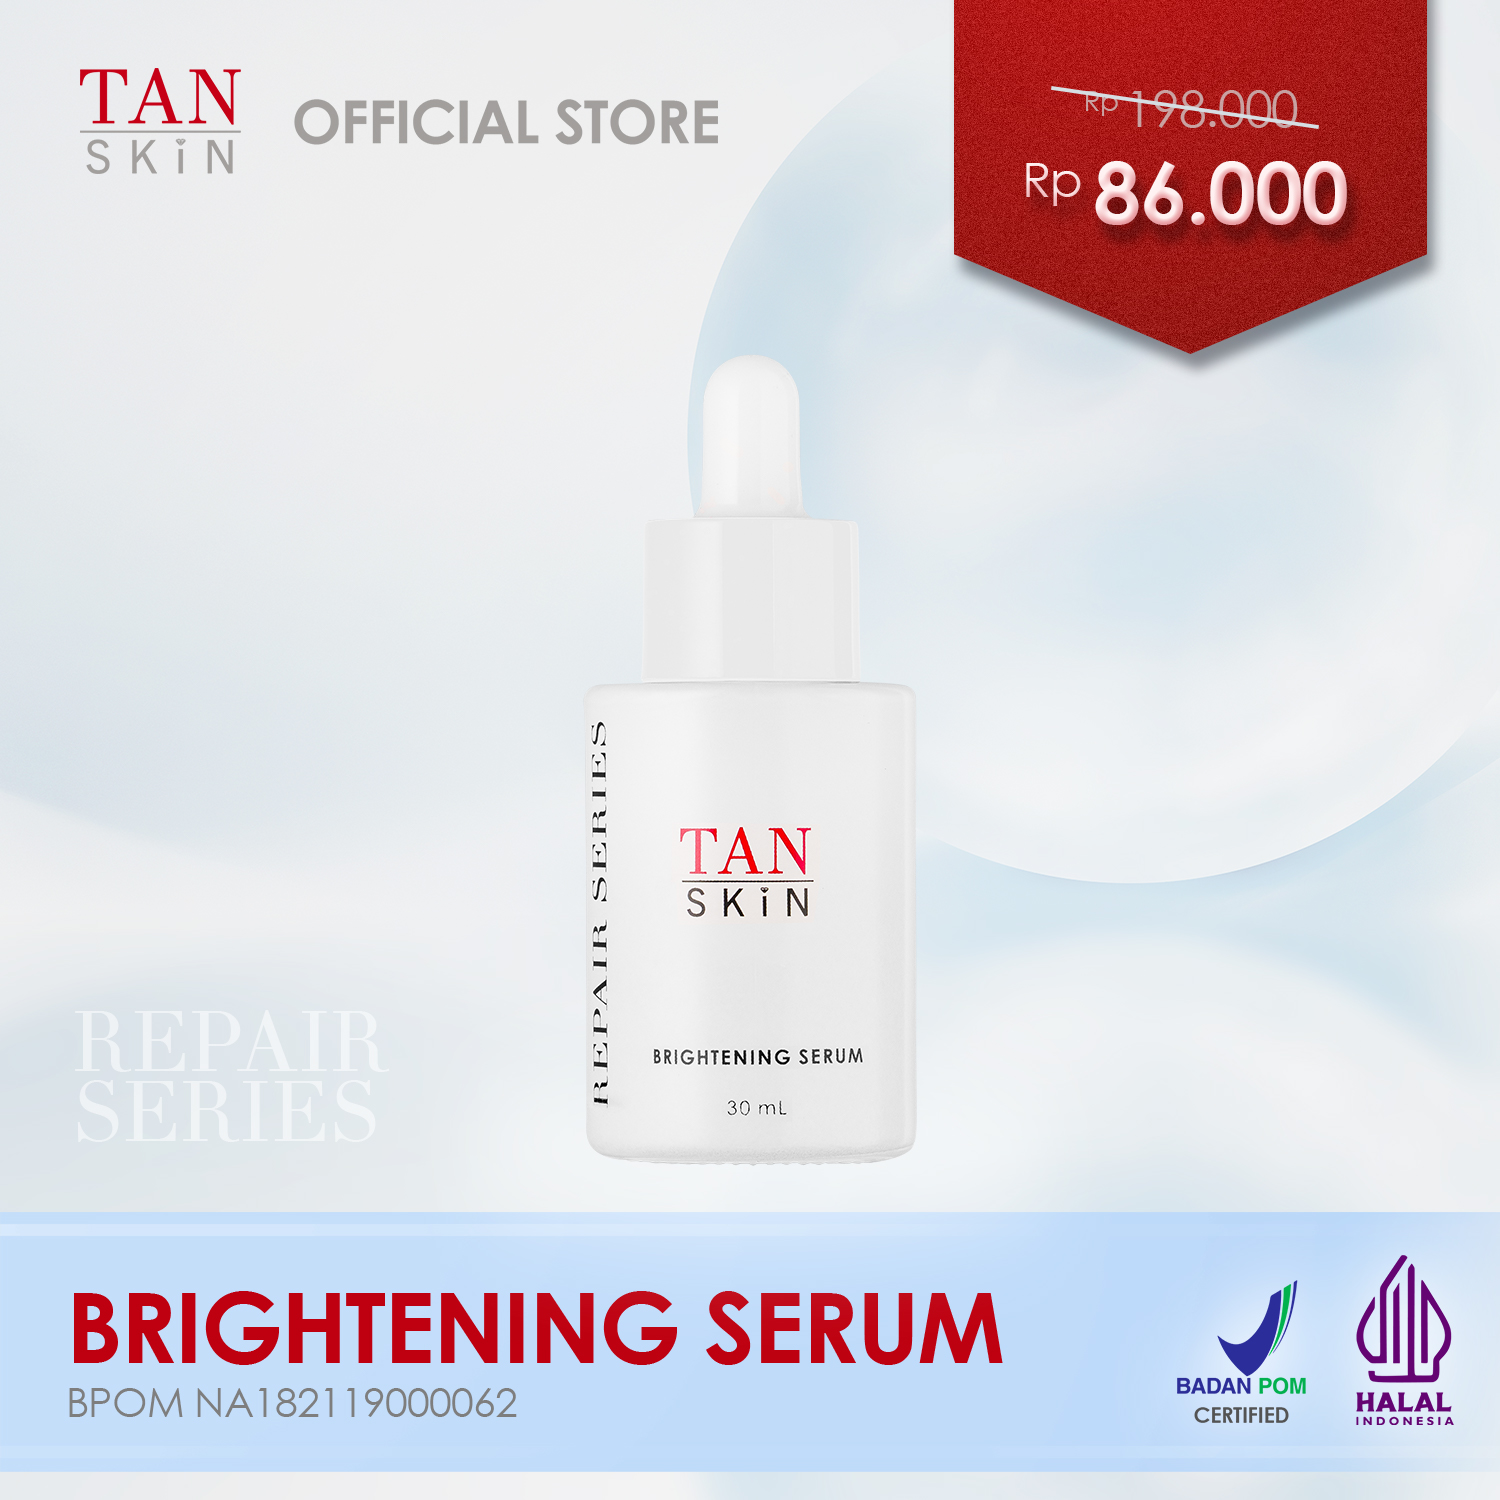 TAN
SKiN
OFFICIAL STORE
Rp 198.000
Rp 86.000
REPAIR SERIES
TAN
SKiN
BRIGHTENING SERUM
30 mL
REPAIR
SERIES
BRIGHTENING SERUM
BPOM NA182119000062
BADAN POM
CERTIFIED
HALAL
INDONESIA